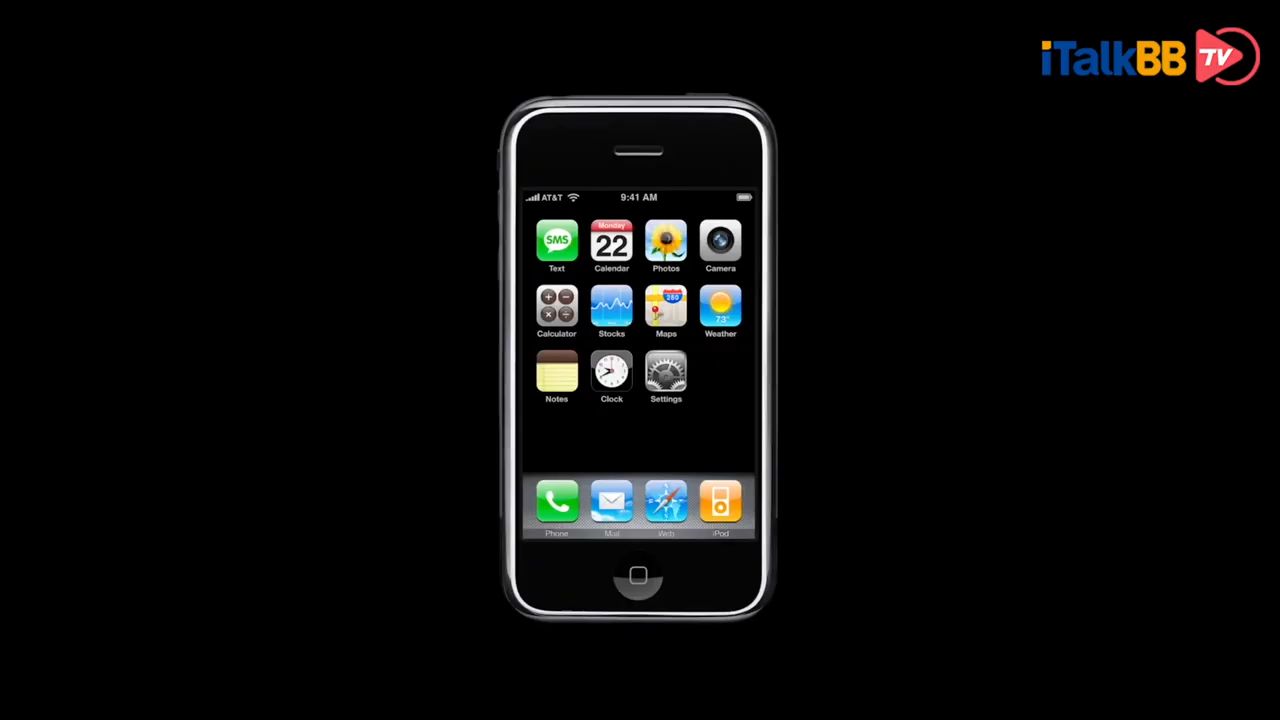 iTalkBB TV
AT&T 9:41 AM
SMS Monday 22
Text Calendar Photos Camera
280 73°
Calculator Stocks Maps Weather
Notes Clock Settings
Phone Mail Web iPod